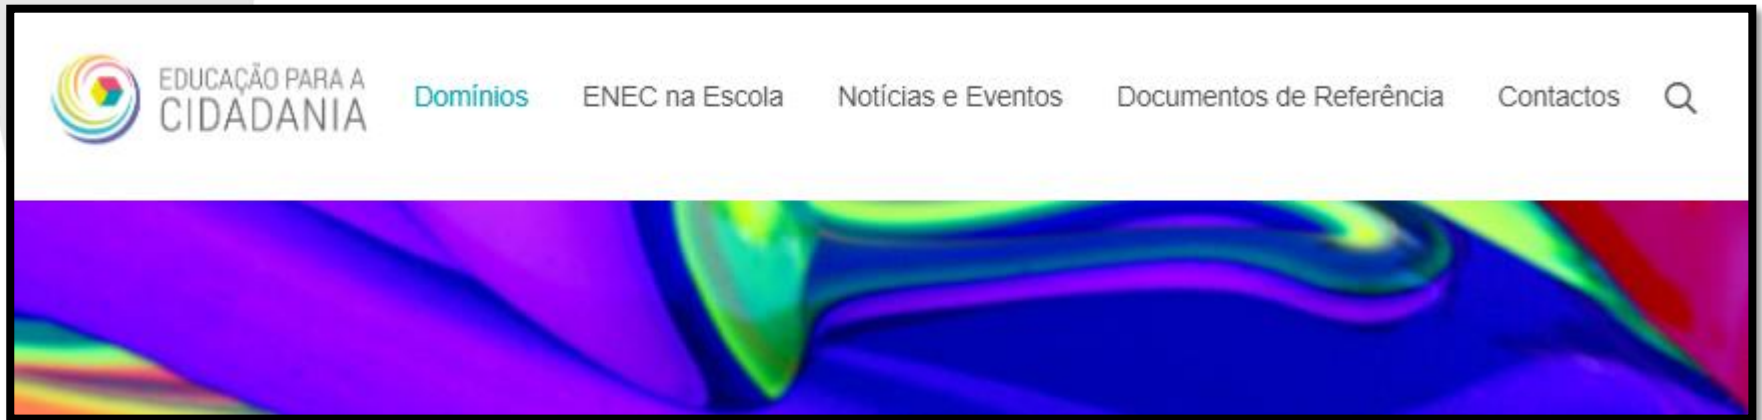 EDUCAÇÃO PARA A
CIDADANIA
Domínios ENEC na Escola Notícias e Eventos Documentos de Referência Contactos